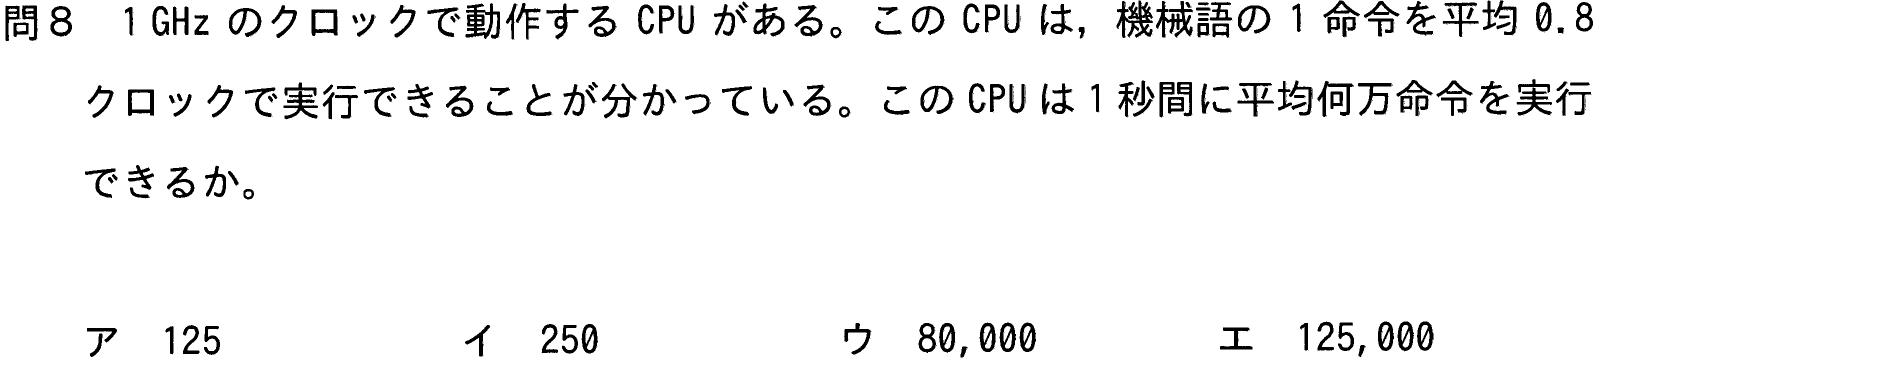 問8 1 GHz のクロックで動作する CPU がある。この CPU は，機械語の 1 命令を平均 0.8
クロックで実行できることが分かっている。この CPU は 1 秒間に平均何万命令を実行
できるか。
ア 125 イ 250 ウ 80,000 エ 125,000